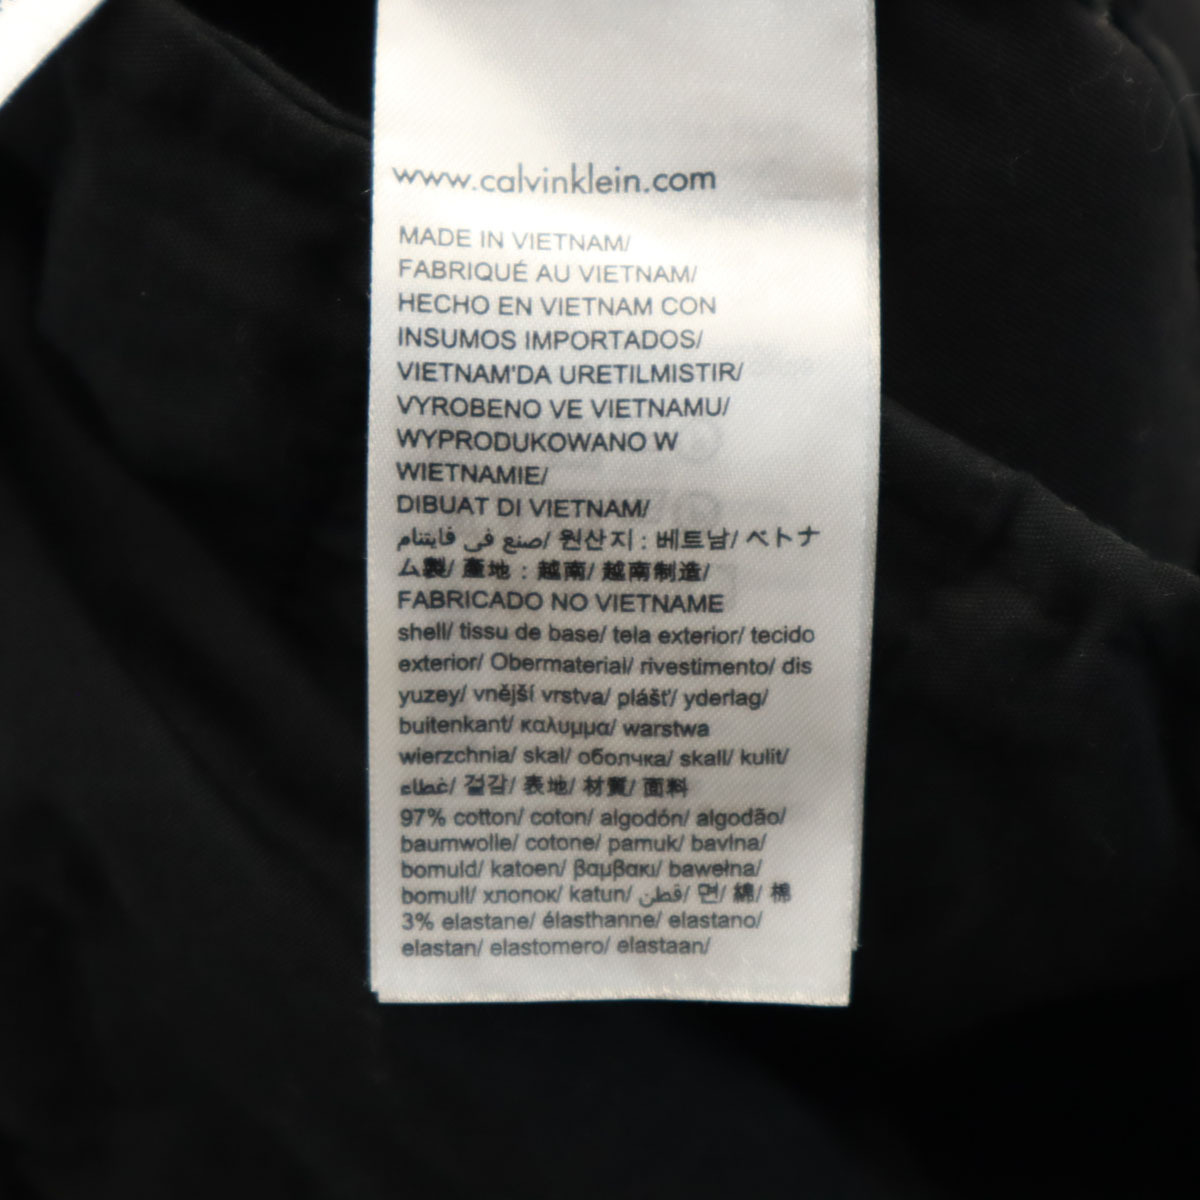 www.calvinklein.com
MADE IN VIETNAM/
FABRIQUÉ AU VIETNAM/
HECHO EN VIETNAM CON
INSUMOS IMPORTADOS/
VIETNAM'DA URETILMISTIR/
VYROBENO VE VIETNAMU/
WYPRODUKOWANO W
WIETNAMIE/
DIBUAT DI VIETNAM/
صنع في فايتنام/ 원산지 : 베트남/ ベトナ
ム製/ 產地 : 越南/ 越南制造/
FABRICADO NO VIETNAME
shell/ tissu de base/ tela exterior/ tecido
exterior/ Obermaterial/ rivestimento/ dis
yuzey/ vnější vrstva/ plášť/ yderlag/
buitenkant/ καλυμμα/ warstwa
wierzchnia/ skal/ оболчка/ skall/ kulit/
غطاء/ 겉감/ 表地/ 材質/ 面料
97% cotton/ coton/ algodón/ algodão/
baumwolle/ cotone/ pamuk/ bavlna/
bomuld/ katoen/ βαμβακι/ bawełna/
bomull/ хлопок/ katun/ قطن/ 면/ 綿/ 棉
3% elastane/ élasthanne/ elastano/
elastan/ elastomero/ elastaan/